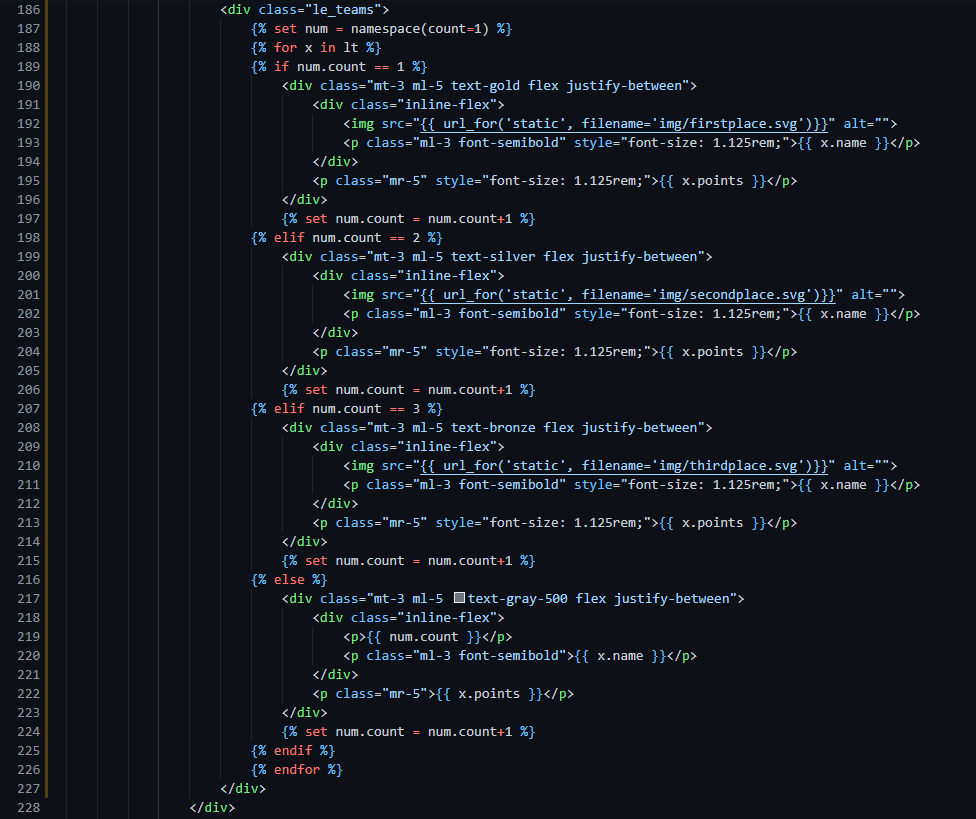 186 <div class="le_teams">
187 {% set num = namespace(count=1) %}
188 {% for x in lt %}
189 {% if num.count == 1 %}
190 <div class="mt-3 ml-5 text-gold flex justify-between">
191 <div class="inline-flex">
192 <img src="{{ url_for('static', filename='img/firstplace.svg')}}" alt="">
193 <p class="ml-3 font-semibold" style="font-size: 1.125rem;">{{ x.name }}</p>
194 </div>
195 <p class="mr-5" style="font-size: 1.125rem;">{{ x.points }}</p>
196 </div>
197 {% set num.count = num.count+1 %}
198 {% elif num.count == 2 %}
199 <div class="mt-3 ml-5 text-silver flex justify-between">
200 <div class="inline-flex">
201 <img src="{{ url_for('static', filename='img/secondplace.svg')}}" alt="">
202 <p class="ml-3 font-semibold" style="font-size: 1.125rem;">{{ x.name }}</p>
203 </div>
204 <p class="mr-5" style="font-size: 1.125rem;">{{ x.points }}</p>
205 </div>
206 {% set num.count = num.count+1 %}
207 {% elif num.count == 3 %}
208 <div class="mt-3 ml-5 text-bronze flex justify-between">
209 <div class="inline-flex">
210 <img src="{{ url_for('static', filename='img/thirdplace.svg')}}" alt="">
211 <p class="ml-3 font-semibold" style="font-size: 1.125rem;">{{ x.name }}</p>
212 </div>
213 <p class="mr-5" style="font-size: 1.125rem;">{{ x.points }}</p>
214 </div>
215 {% set num.count = num.count+1 %}
216 {% else %}
217 <div class="mt-3 ml-5 text-gray-500 flex justify-between">
218 <div class="inline-flex">
219 <p>{{ num.count }}</p>
220 <p class="ml-3 font-semibold">{{ x.name }}</p>
221 </div>
222 <p class="mr-5">{{ x.points }}</p>
223 </div>
224 {% set num.count = num.count+1 %}
225 {% endif %}
226 {% endfor %}
227 </div>
228 </div>